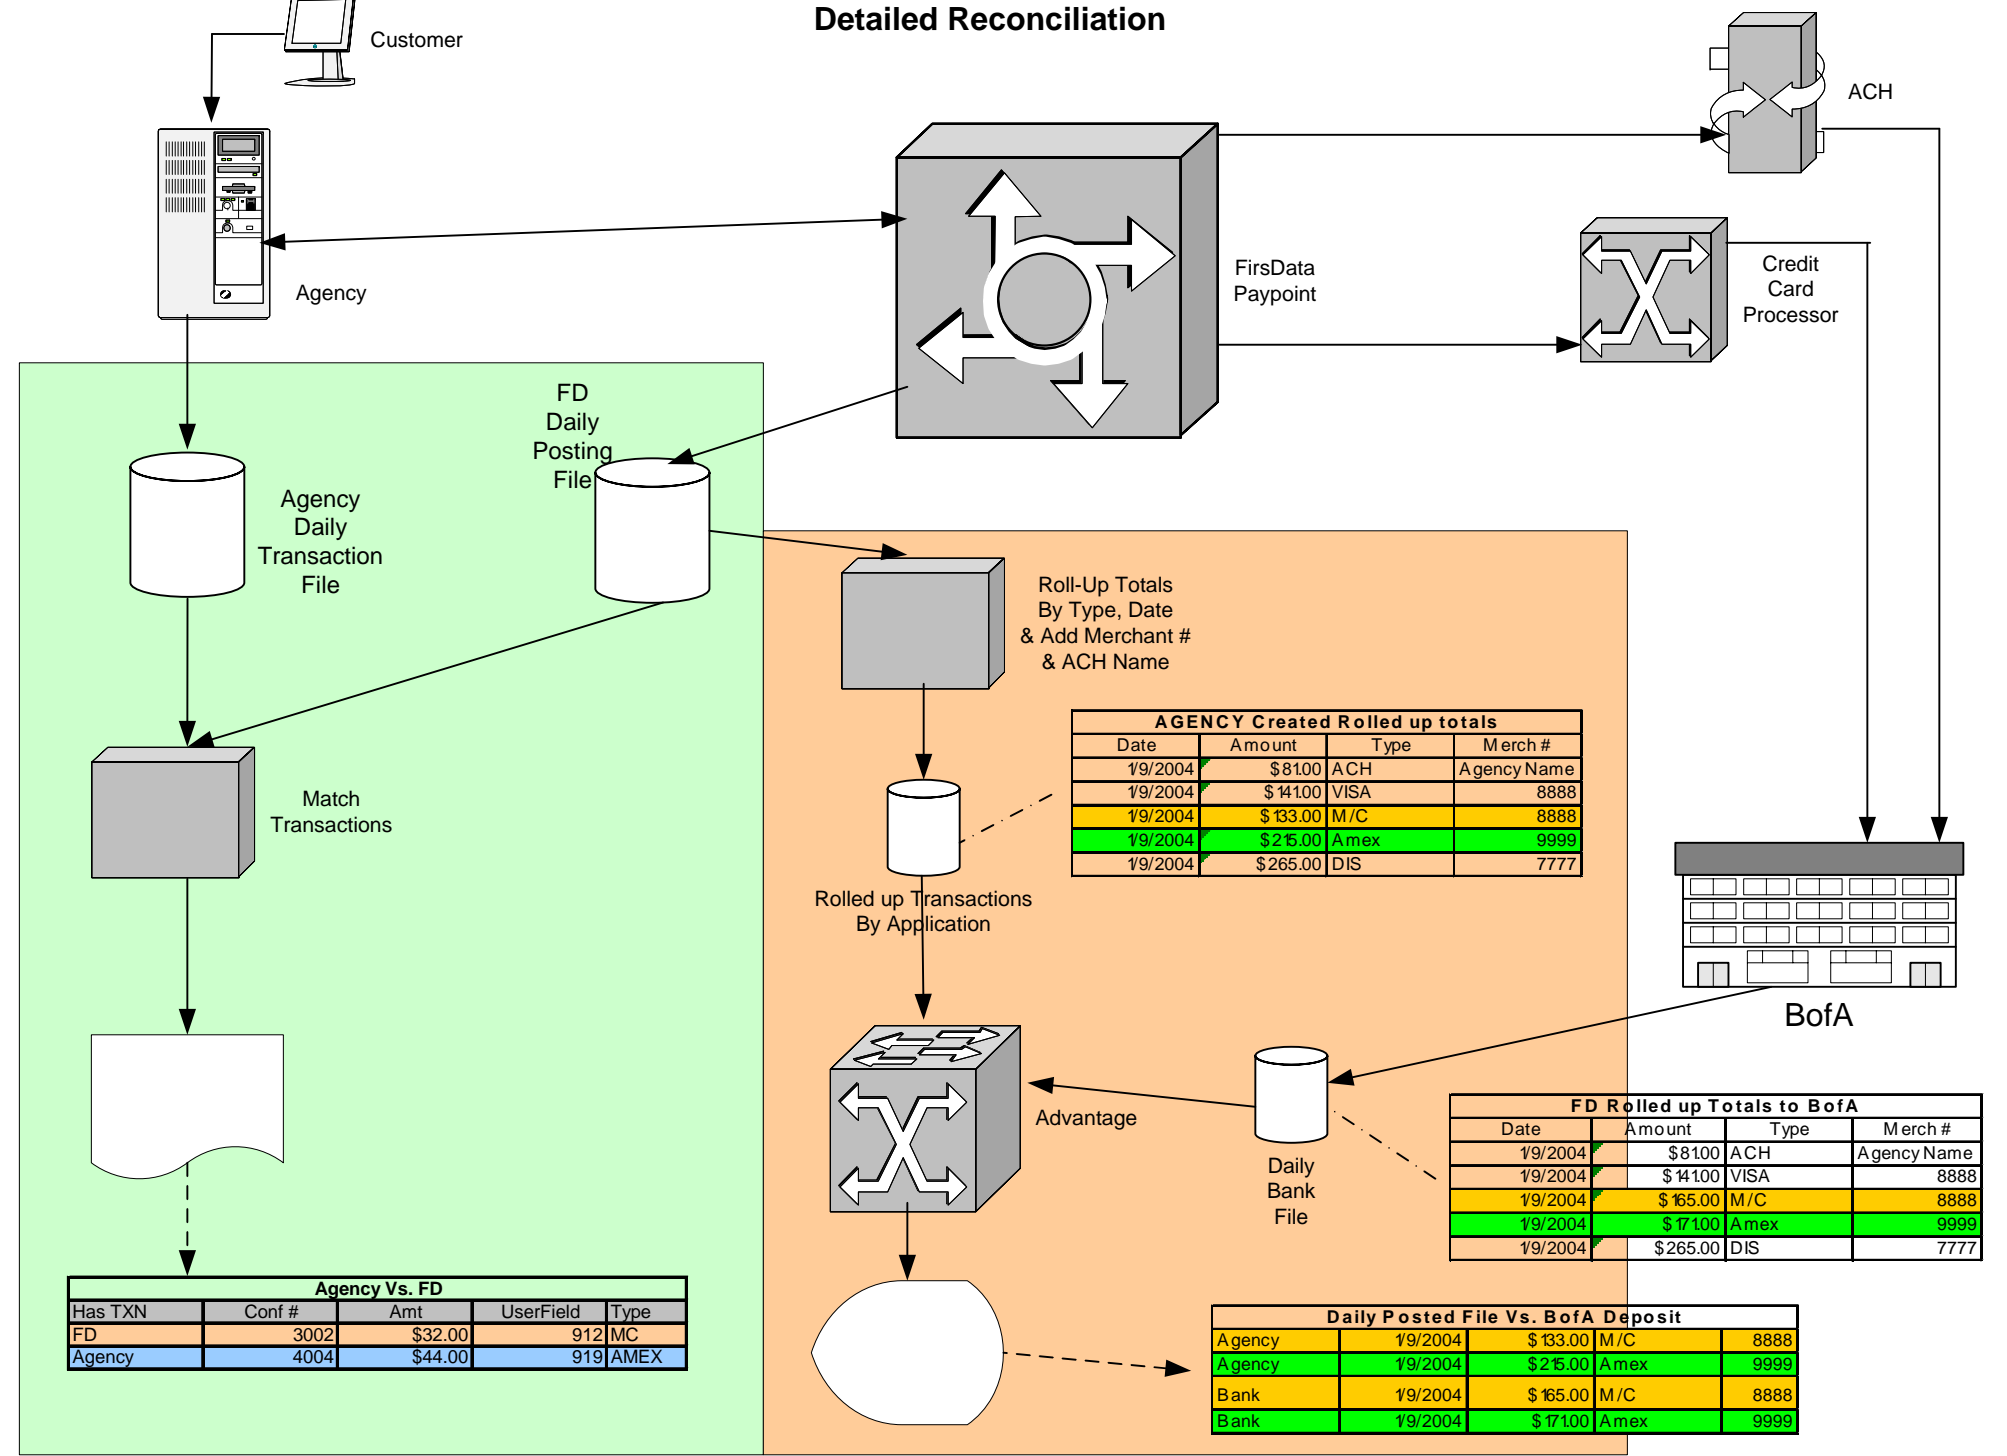 Detailed Reconciliation
Customer
ACH
Agency
FirsData
Paypoint
Credit
Card
Processor
FD
Daily
Posting
File
Agency
Daily
Transaction
File
Roll-Up Totals
By Type, Date
& Add Merchant #
& ACH Name
Match
Transactions
AGENCY Created Rolled up totals
Date Amount Type Merch #
1/9/2004 $81.00 ACH Agency Name
1/9/2004 $141.00 VISA 8888
1/9/2004 $133.00 M/C 8888
1/9/2004 $215.00 Amex 9999
1/9/2004 $265.00 DIS 7777
Rolled up Transactions
By Application
BofA
Advantage
Daily
Bank
File
FD Rolled up Totals to BofA
Date Amount Type Merch #
1/9/2004 $81.00 ACH Agency Name
1/9/2004 $141.00 VISA 8888
1/9/2004 $165.00 M/C 8888
1/9/2004 $171.00 Amex 9999
1/9/2004 $265.00 DIS 7777
Agency Vs. FD
Has TXN Conf # Amt UserField Type
FD 3002 $32.00 912 MC
Agency 4004 $44.00 919 AMEX
Daily Posted File Vs. BofA Deposit
Agency 1/9/2004 $133.00 M/C 8888
Agency 1/9/2004 $215.00 Amex 9999
Bank 1/9/2004 $165.00 M/C 8888
Bank 1/9/2004 $171.00 Amex 9999